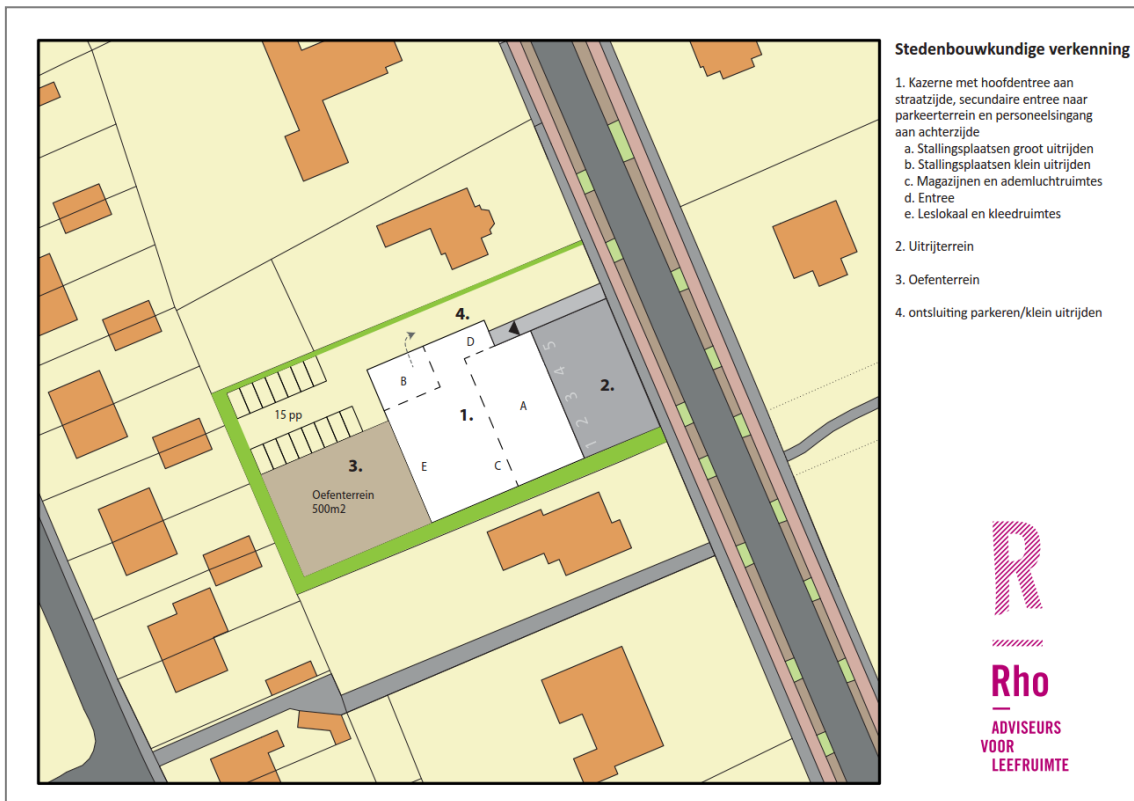 Stedenbouwkundige verkenning
1. Kazerne met hoofdentree aan
straatzijde, secundaire entree naar
parkeerterrein en personeelsingang
aan achterzijde
a. Stallingsplaatsen groot uitrijden
b. Stallingsplaatsen klein uitrijden
c. Magazijnen en ademluchtruimtes
d. Entree
e. Leslokaal en kleedruimtes
2. Uitrijterrein
3. Oefenterrein
4. ontsluiting parkeren/klein uitrijden
4.
D
B
5
4
3
2
1
2.
A
1.
15 pp
3.
E
C
Oefenterrein
500m2
R
Rho
ADVISEURS
VOOR
LEEFRUIMTE